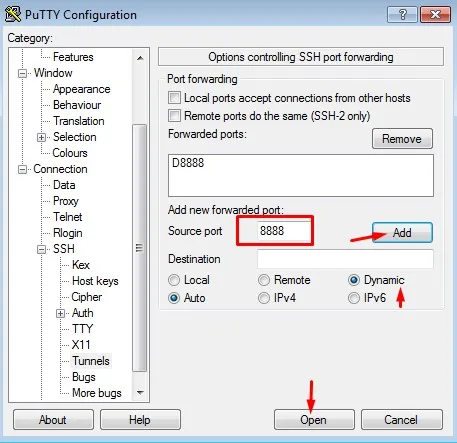 PuTTY Configuration
?
Category:
Features
Window
Appearance
Behaviour
Translation
Selection
Colours
Connection
Data
Proxy
Telnet
Rlogin
SSH
Kex
Host keys
Cipher
Auth
TTY
X11
Tunnels
Bugs
More bugs
Options controlling SSH port forwarding
Port forwarding
Local ports accept connections from other hosts
Remote ports do the same (SSH-2 only)
Forwarded ports:
Remove
D8888
Add new forwarded port:
Source port 8888 Add
Destination
Local Remote Dynamic
Auto IPv4 IPv6
About Help Open Cancel